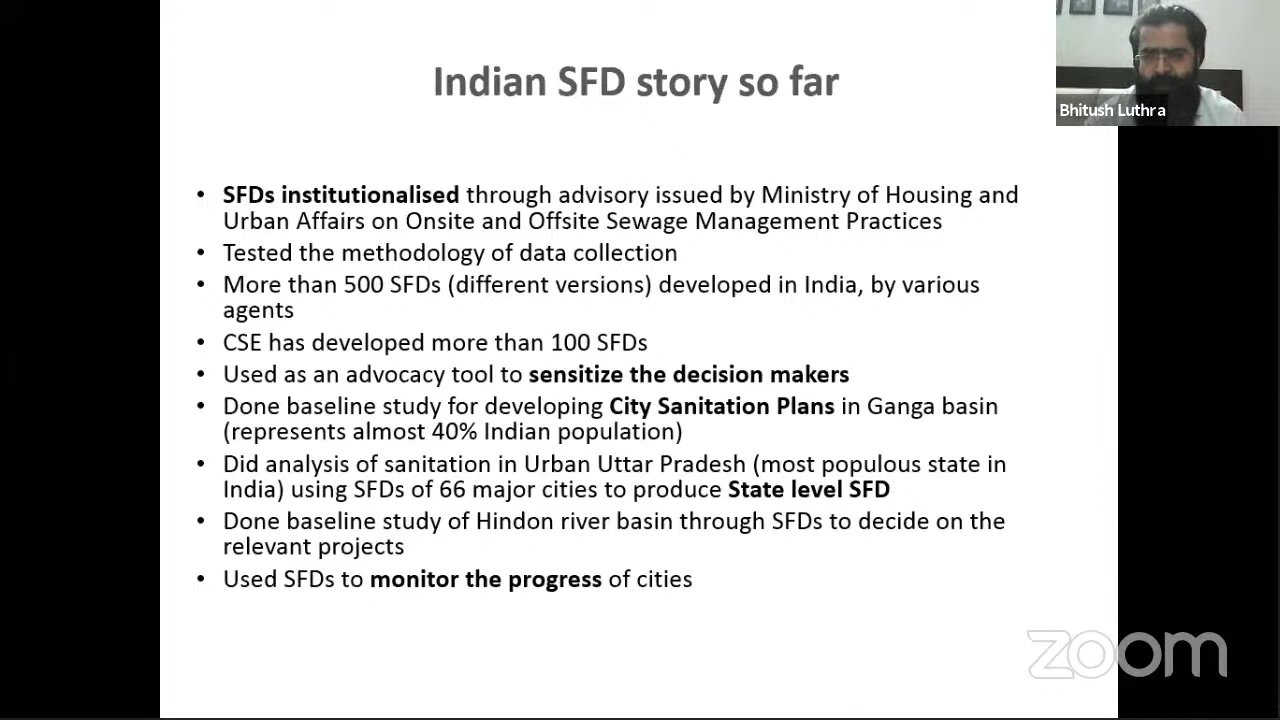 Indian SFD story so far
Bhitush Luthra
• SFDs institutionalised through advisory issued by Ministry of Housing and
Urban Affairs on Onsite and Offsite Sewage Management Practices
• Tested the methodology of data collection
• More than 500 SFDs (different versions) developed in India, by various
agents
• CSE has developed more than 100 SFDs
• Used as an advocacy tool to sensitize the decision makers
• Done baseline study for developing City Sanitation Plans in Ganga basin
(represents almost 40% Indian population)
• Did analysis of sanitation in Urban Uttar Pradesh (most populous state in
India) using SFDs of 66 major cities to produce State level SFD
• Done baseline study of Hindon river basin through SFDs to decide on the
relevant projects
• Used SFDs to monitor the progress of cities
zoom